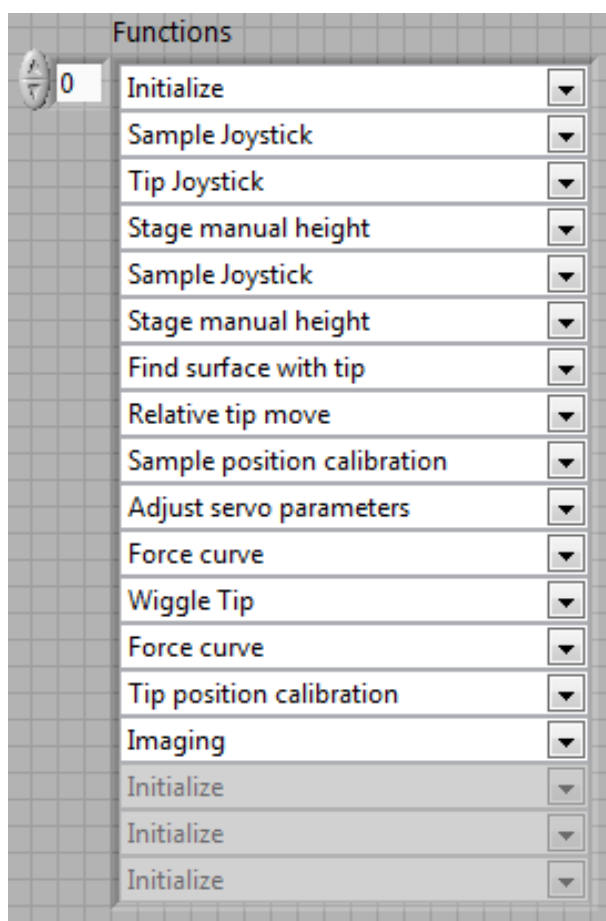 Functions
0
Initialize
Sample Joystick
Tip Joystick
Stage manual height
Sample Joystick
Stage manual height
Find surface with tip
Relative tip move
Sample position calibration
Adjust servo parameters
Force curve
Wiggle Tip
Force curve
Tip position calibration
Imaging
Initialize
Initialize
Initialize